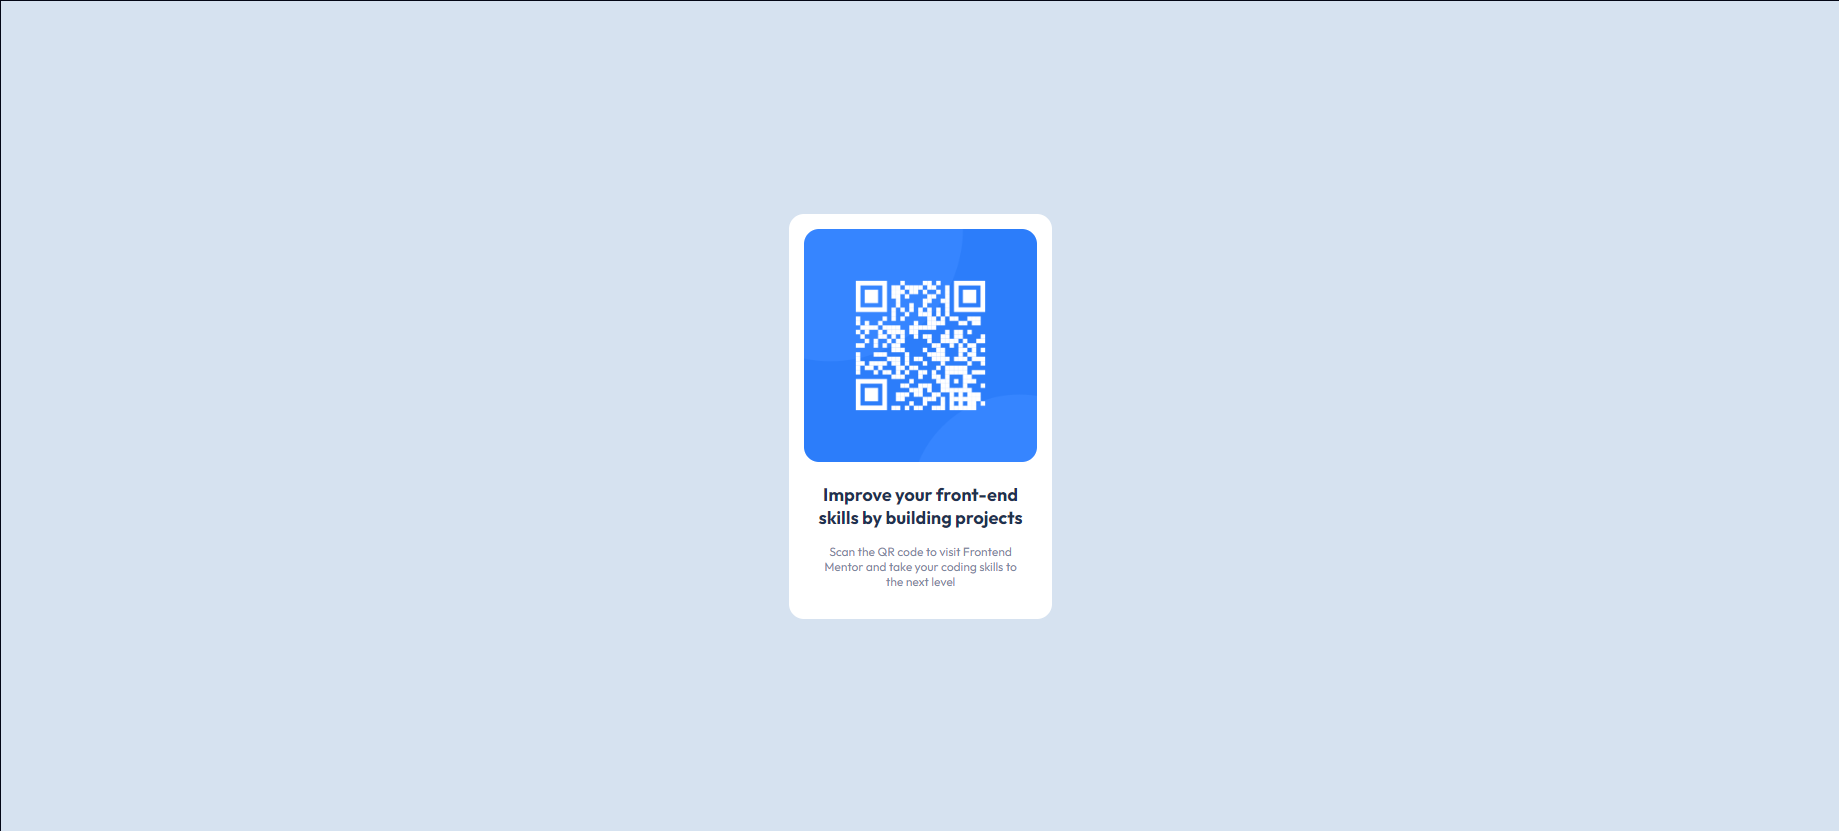 Improve your front-end
skills by building projects
Scan the QR code to visit Frontend
Mentor and take your coding skills to
the next level